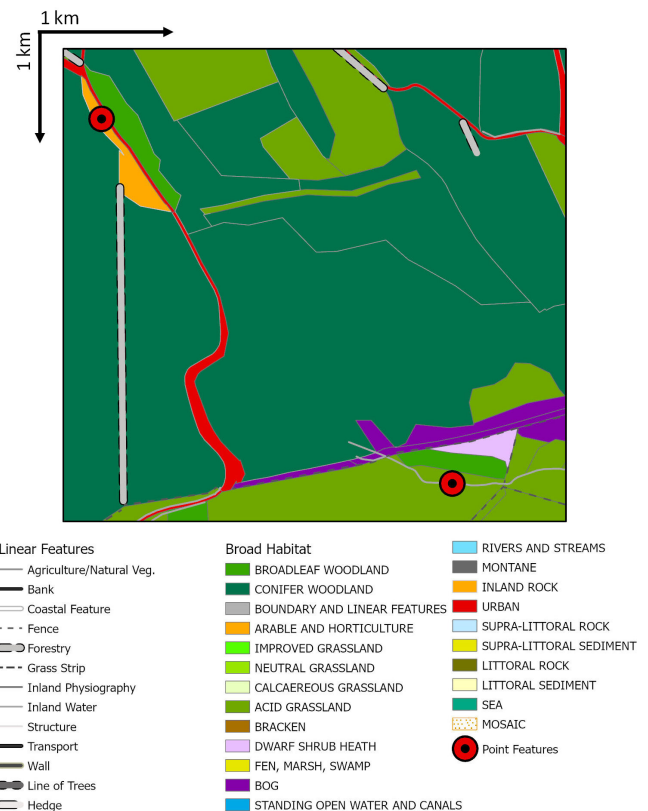 1 km
1 km
Linear Features
Agriculture/Natural Veg.
Bank
Coastal Feature
Fence
Forestry
Grass Strip
Inland Physiography
Inland Water
Structure
Transport
Wall
Line of Trees
Hedge
Broad Habitat
BROADLEAF WOODLAND
CONIFER WOODLAND
BOUNDARY AND LINEAR FEATURES
ARABLE AND HORTICULTURE
IMPROVED GRASSLAND
NEUTRAL GRASSLAND
CALCAEREOUS GRASSLAND
ACID GRASSLAND
BRACKEN
DWARF SHRUB HEATH
FEN, MARSH, SWAMP
BOG
STANDING OPEN WATER AND CANALS
RIVERS AND STREAMS
MONTANE
INLAND ROCK
URBAN
SUPRA-LITTORAL ROCK
SUPRA-LITTORAL SEDIMENT
LITTORAL ROCK
LITTORAL SEDIMENT
SEA
MOSAIC
Point Features